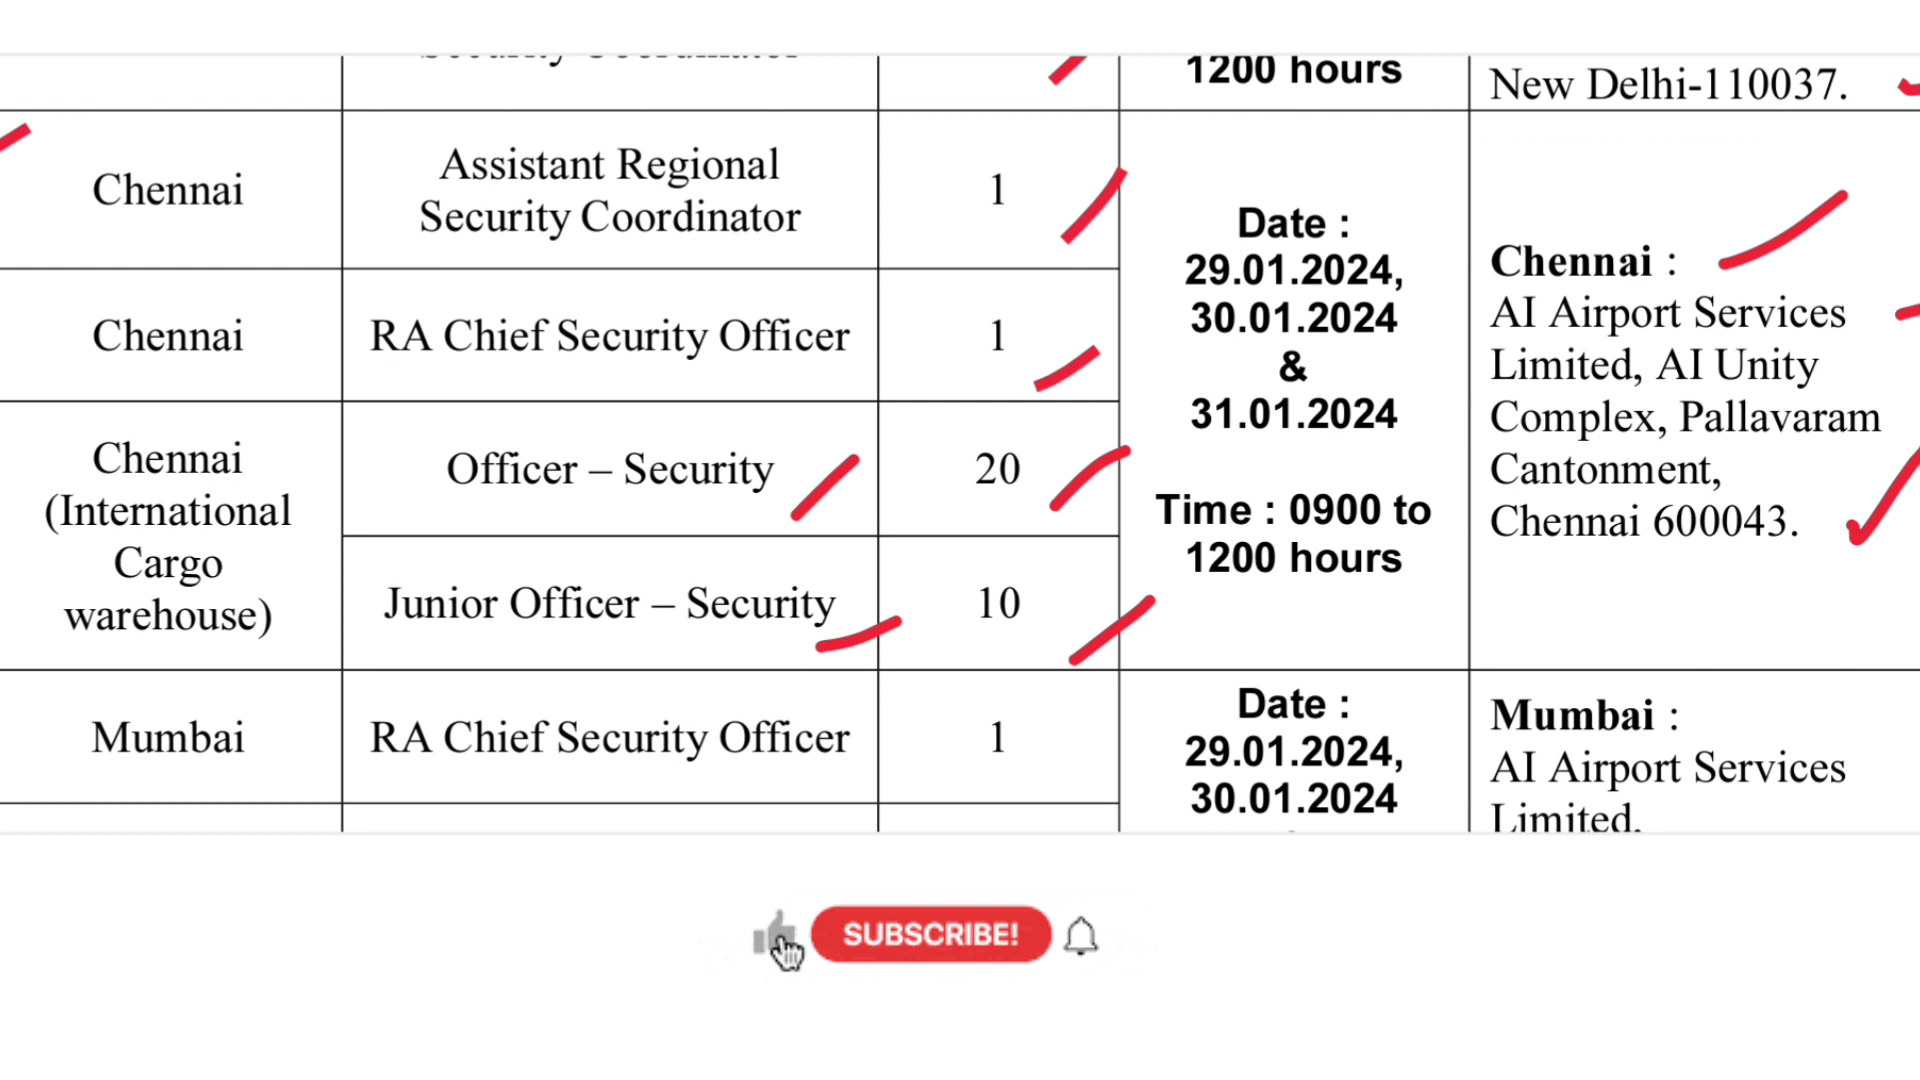 1200 hours
New Delhi-110037.
Chennai
Assistant Regional
Security Coordinator
1
Chennai
RA Chief Security Officer
1
Chennai
(International
Cargo
warehouse)
Officer – Security
20
Junior Officer – Security
10
Date :
29.01.2024,
30.01.2024
&
31.01.2024
Time : 0900 to
1200 hours
Chennai :
AI Airport Services
Limited, AI Unity
Complex, Pallavaram
Cantonment,
Chennai 600043.
Mumbai
RA Chief Security Officer
1
Date :
29.01.2024,
30.01.2024
Mumbai :
AI Airport Services
Limited,
SUBSCRIBE!